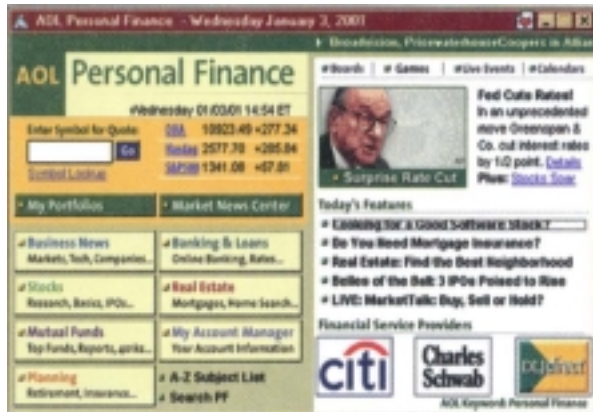 AOL Personal Finance - Wednesday January 3, 2001
Broadvision, PricewaterhouseCoopers in Allian
AOL Personal Finance
Wednesday 01/03/01 14:54 ET
Boards | Games | Live Events | Calendars
Enter Symbol for Quote:
Go
Symbol Lookup
DJIA 10923.49 +277.34
Nasdaq 2577.70 +285.84
S&P500 1341.08 +57.81
My Portfolios
Market News Center
Business News
Markets, Tech, Companies...
Banking & Loans
Online Banking, Rates...
Stocks
Research, Basics, IPOs...
Real Estate
Mortgages, Home Search...
Mutual Funds
Top Funds, Reports,
My Account Manager
Your Account Information
Planning
Retirement, Insurance...
A-Z Subject List
Search PF
Surprise Rate Cut
Fed Cuts Rates!
In an unprecedented
move Greenspan &
Co. cut interest rates
by 1/2 point. Details
Plus: Stocks Soar
Today's Features
Looking for a Good Software Stock?
Do You Need Mortgage Insurance?
Real Estate: Find the Best Neighborhood
Belles of the Ball: 3 IPOs Poised to Rise
LIVE: MarketTalk: Buy, Sell or Hold?
Financial Service Providers
citi
Charles
Schwab
DLJdirect
AOL Keyword: Personal Finance